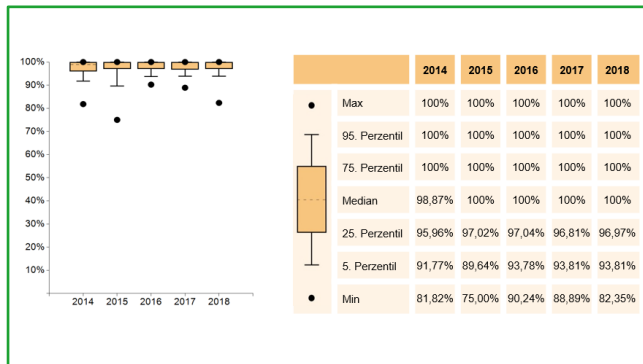 100%
90%
80%
70%
60%
50%
40%
30%
20%
10%
2014 2015 2016 2017 2018
2014 2015 2016 2017 2018
Max 100% 100% 100% 100% 100%
95. Perzentil 100% 100% 100% 100% 100%
75. Perzentil 100% 100% 100% 100% 100%
Median 98,87% 100% 100% 100% 100%
25. Perzentil 95,96% 97,02% 97,04% 96,81% 96,97%
5. Perzentil 91,77% 89,64% 93,78% 93,81% 93,81%
Min 81,82% 75,00% 90,24% 88,89% 82,35%